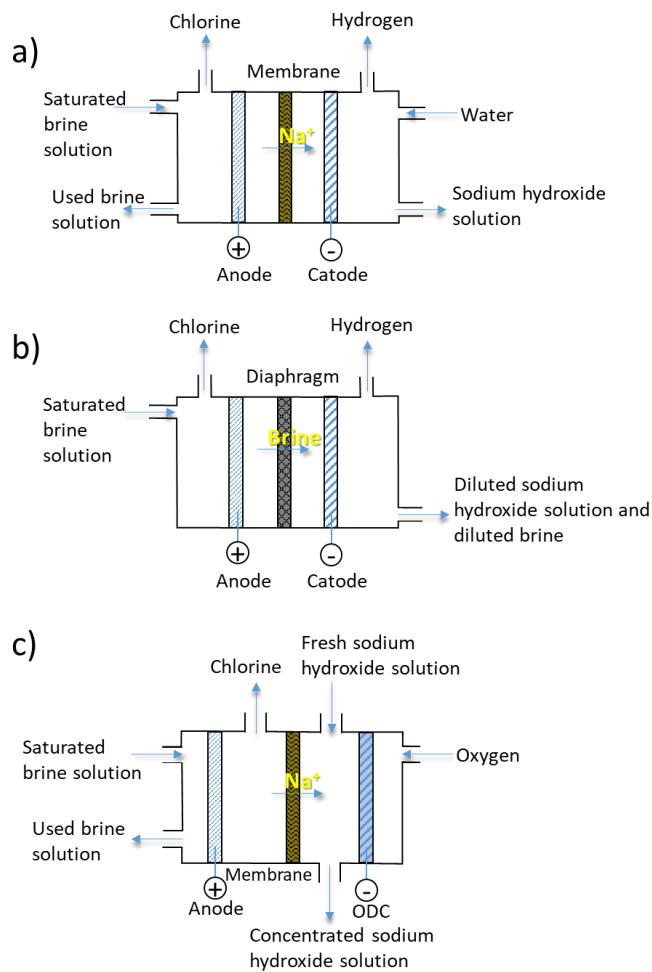 a)
Chlorine
Hydrogen
Membrane
Saturated
brine
solution
Na⁺
Water
Used brine
solution
Sodium hydroxide
solution
+
-
Anode
Catode
b)
Chlorine
Hydrogen
Diaphragm
Saturated
brine
solution
Brine
Diluted sodium
hydroxide solution and
diluted brine
+
-
Anode
Catode
c)
Fresh sodium
hydroxide solution
Chlorine
Saturated
brine solution
Na⁺
Oxygen
Used brine
solution
Membrane
+
-
Anode
ODC
Concentrated sodium
hydroxide solution